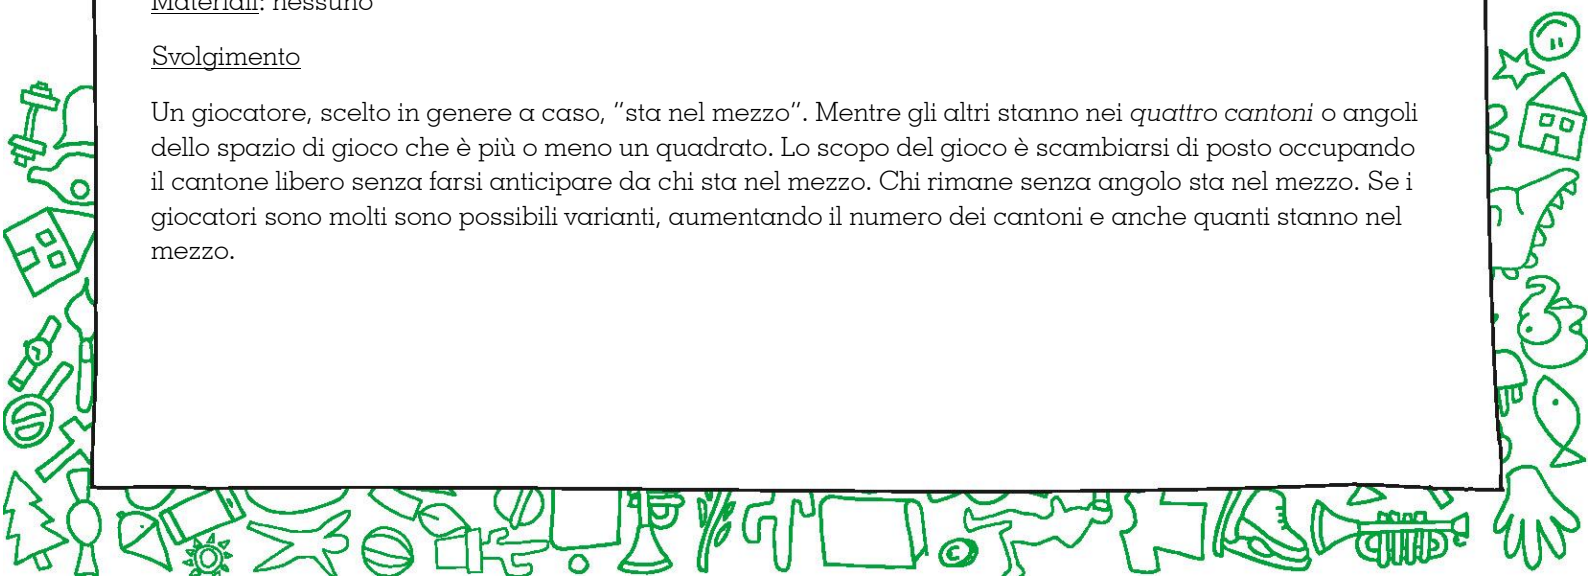 Materiali: nessuno
Svolgimento
Un giocatore, scelto in genere a caso, "sta nel mezzo". Mentre gli altri stanno nei quattro cantoni o angoli
dello spazio di gioco che è più o meno un quadrato. Lo scopo del gioco è scambiarsi di posto occupando
il cantone libero senza farsi anticipare da chi sta nel mezzo. Chi rimane senza angolo sta nel mezzo. Se i
giocatori sono molti sono possibili varianti, aumentando il numero dei cantoni e anche quanti stanno nel
mezzo.